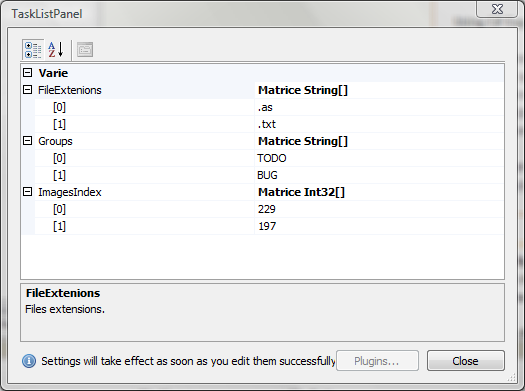 TaskListPanel
Varie
FileExtenions Matrice String[]
[0] .as
[1] .txt
Groups Matrice String[]
[0] TODO
[1] BUG
ImagesIndex Matrice Int32[]
[0] 229
[1] 197
FileExtenions
Files extensions.
Settings will take effect as soon as you edit them successfully
Plugins...
Close